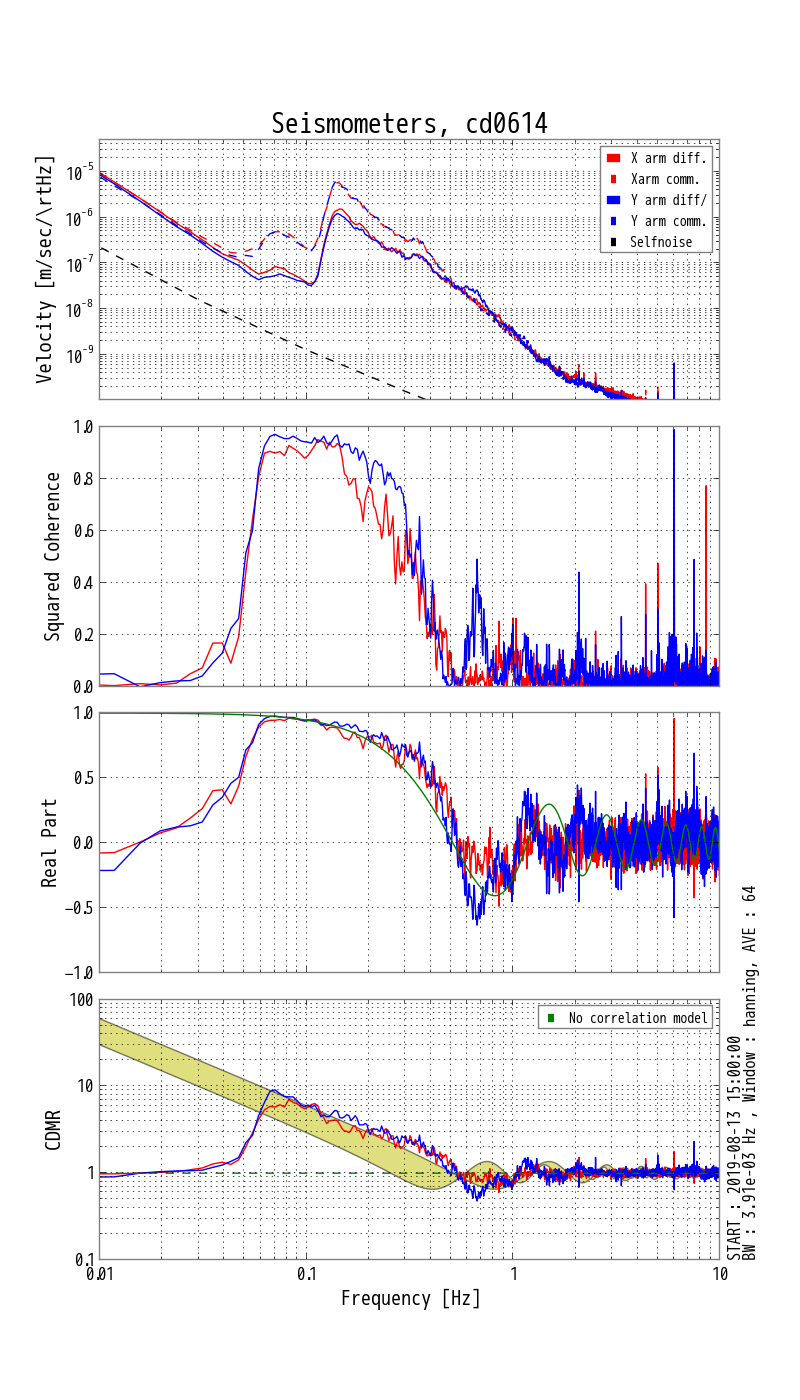 Seismometers, cd0614
Velocity [m/sec/\rtHz]
10^-5
10^-6
10^-7
10^-8
10^-9
X arm diff.
Xarm comm.
Y arm diff/
Y arm comm.
Selfnoise
Squared Coherence
1.0
0.8
0.6
0.4
0.2
0.0
Real Part
1.0
0.5
0.0
−0.5
−1.0
CDMR
100
10
1
0.1
No correlation model
0.01 0.1 1 10
Frequency [Hz]
START : 2019-08-13 15:00:00
BW : 3.91e-03 Hz , Window : hanning, AVE : 64